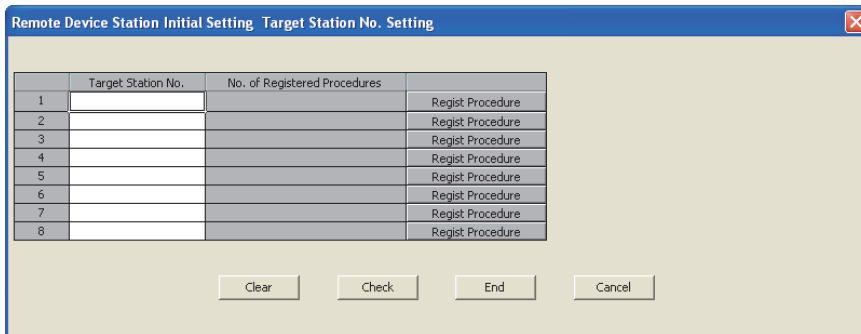 Remote Device Station Initial Setting Target Station No. Setting
Target Station No. No. of Registered Procedures
1 Regist Procedure
2 Regist Procedure
3 Regist Procedure
4 Regist Procedure
5 Regist Procedure
6 Regist Procedure
7 Regist Procedure
8 Regist Procedure
Clear Check End Cancel